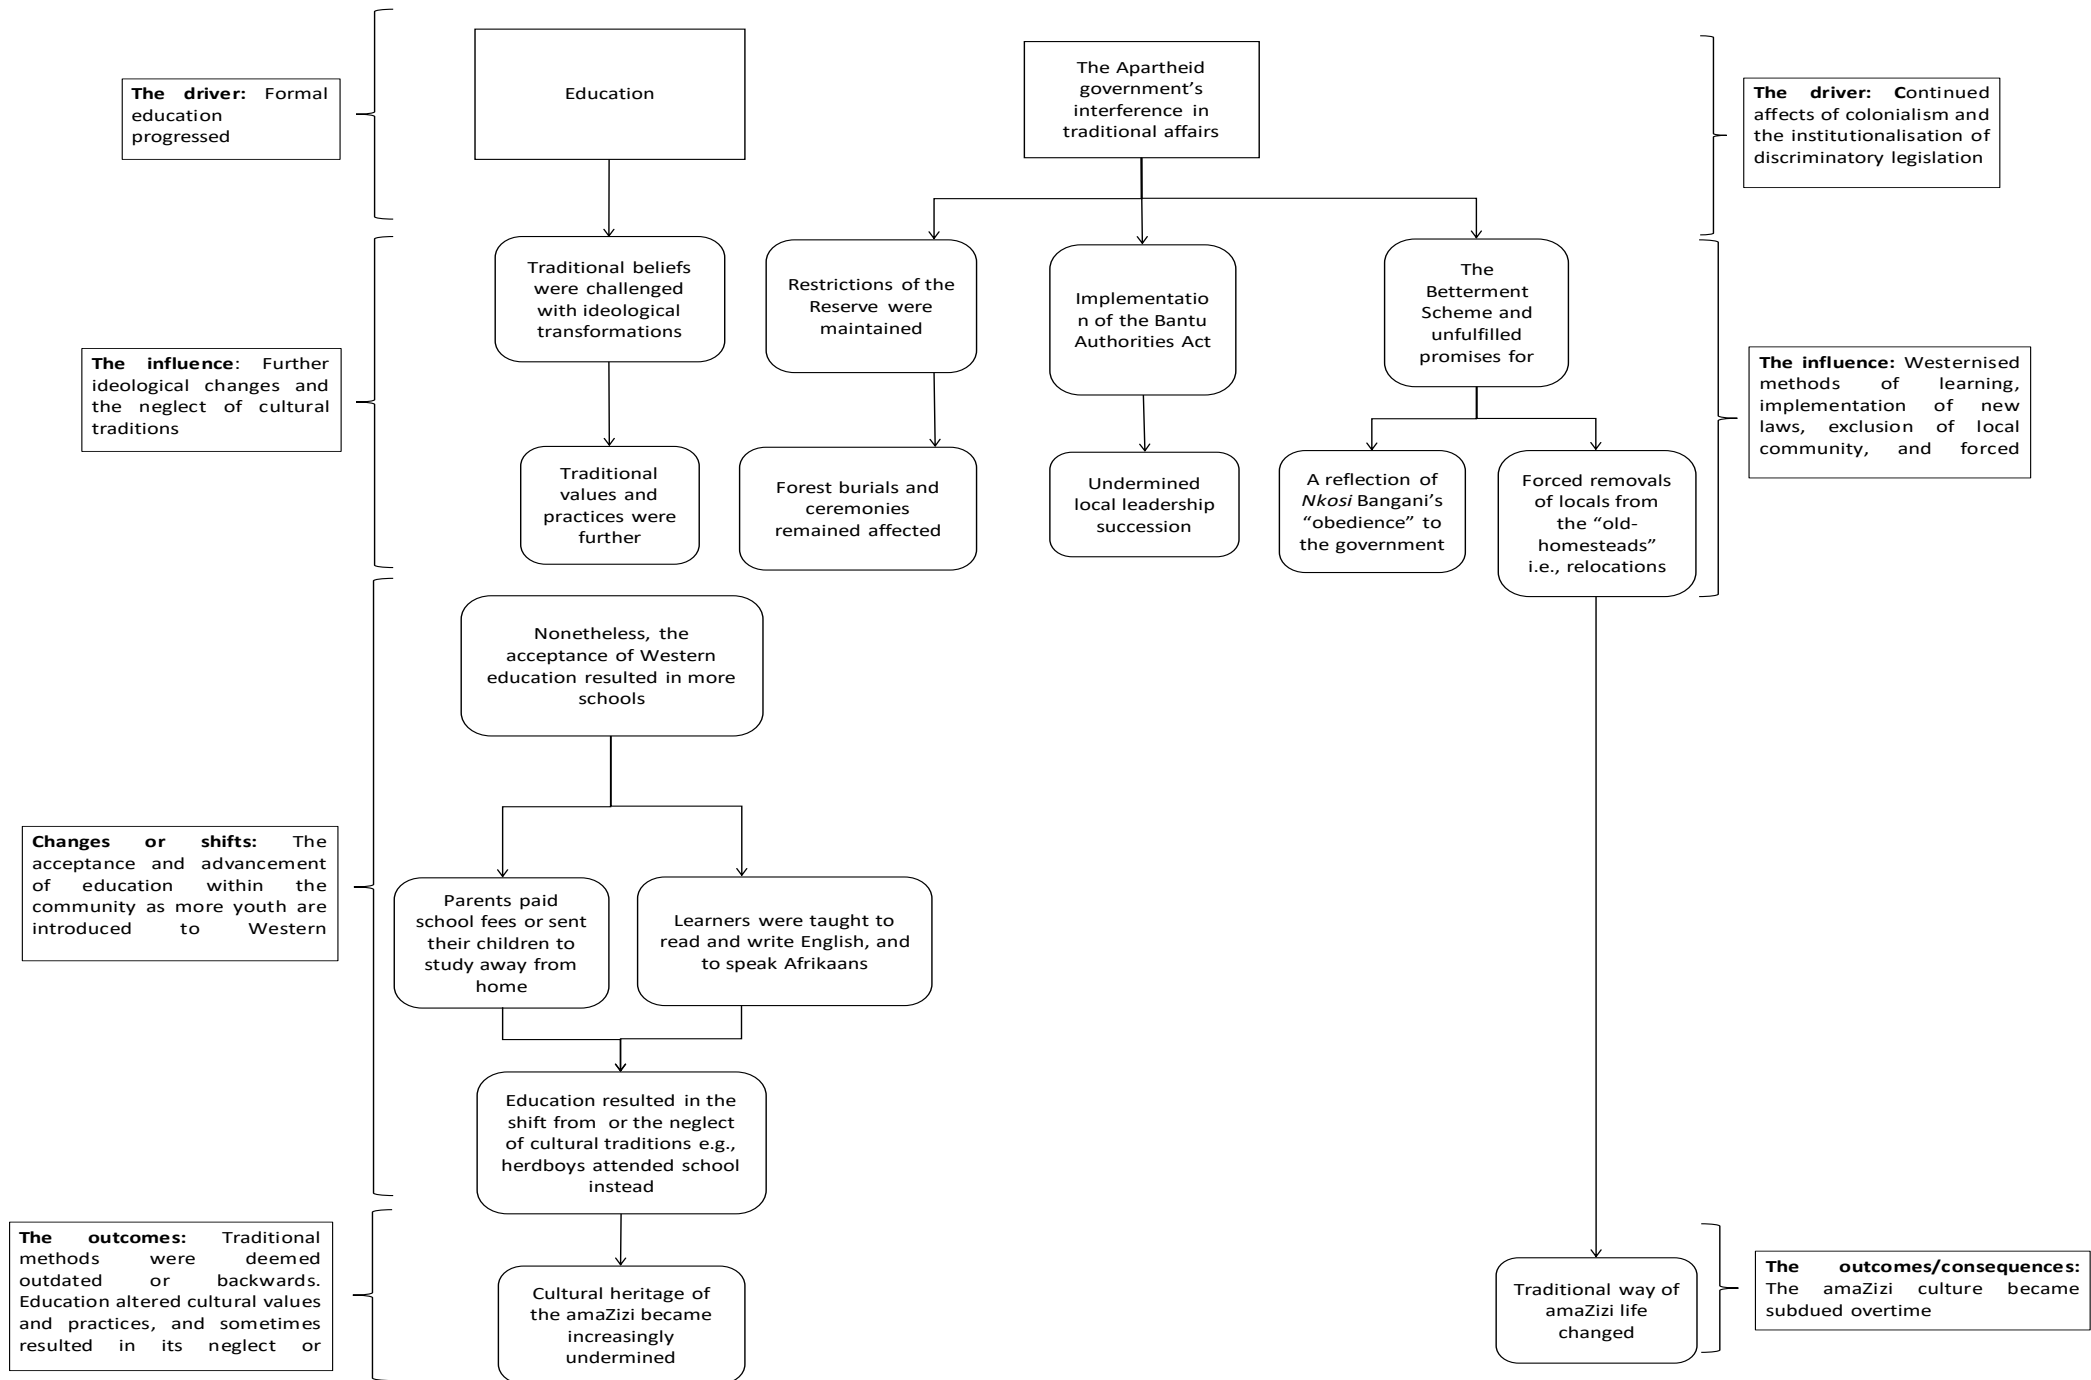 The driver: Formal
education
progressed
Education
The Apartheid
government’s
interference in
traditional affairs
The driver: Continued
affects of colonialism and
the institutionalisation of
discriminatory legislation
The influence: Further
ideological changes and
the neglect of cultural
traditions
Traditional beliefs
were challenged
with ideological
transformations
Restrictions of the
Reserve were
maintained
Implementatio
n of the Bantu
Authorities Act
The
Betterment
Scheme and
unfulfilled
promises for
The influence: Westernised
methods of learning,
implementation of new
laws, exclusion of local
community, and forced
Traditional
values and
practices were
further
Forest burials and
ceremonies
remained affected
Undermined
local leadership
succession
A reflection of
Nkosi Bangani’s
“obedience” to
the government
Forced removals
of locals from
the “old-
homesteads”
i.e., relocations
Nonetheless, the
acceptance of Western
education resulted in more
schools
Changes or shifts: The
acceptance and advancement
of education within the
community as more youth are
introduced to Western
Parents paid
school fees or sent
their children to
study away from
home
Learners were taught to
read and write English, and
to speak Afrikaans
Education resulted in the
shift from or the neglect
of cultural traditions e.g.,
herdboys attended school
instead
The outcomes: Traditional
methods were deemed
outdated or backwards.
Education altered cultural values
and practices, and sometimes
resulted in its neglect or
Cultural heritage of
the amaZizi became
increasingly
undermined
Traditional way of
amaZizi life
changed
The outcomes/consequences:
The amaZizi culture became
subdued overtime